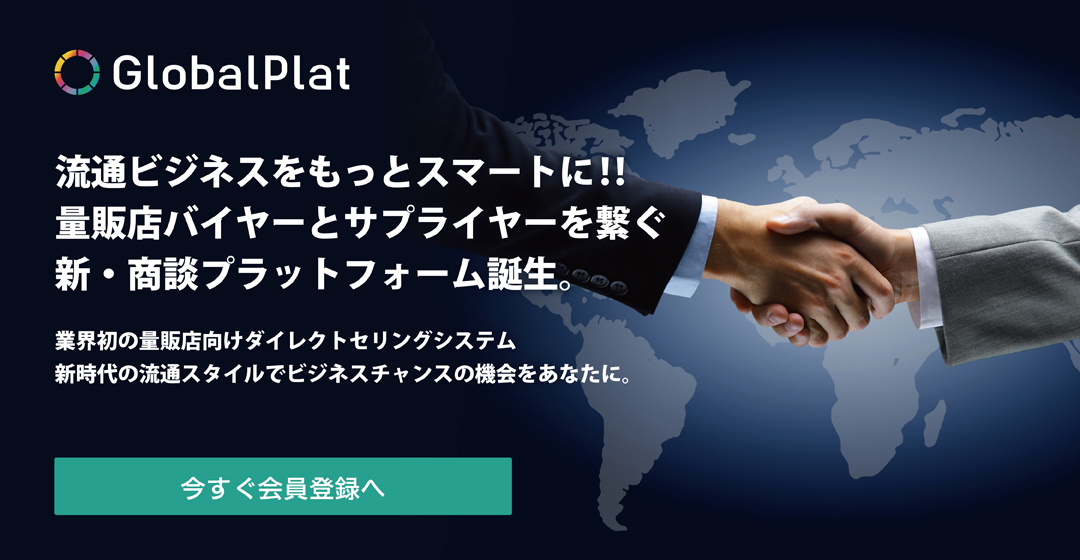 GlobalPlat
流通ビジネスをもっとスマートに!!
量販店バイヤーとサプライヤーを繋ぐ
新・商談プラットフォーム誕生。
業界初の量販店向けダイレクトセリングシステム
新時代の流通スタイルでビジネスチャンスの機会をあなたに。
今すぐ会員登録へ